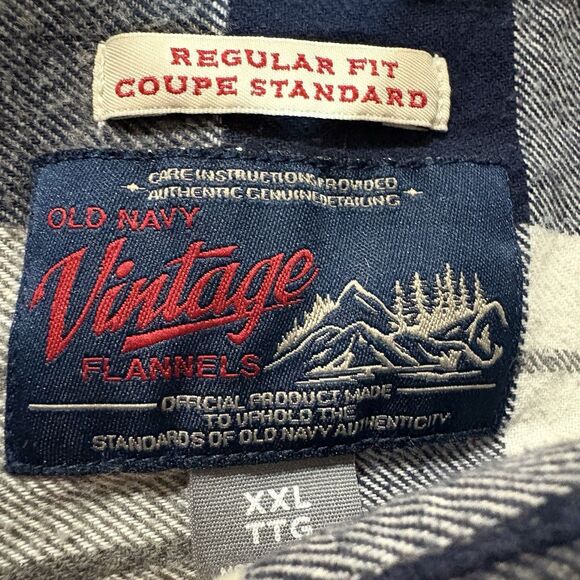 REGULAR FIT
COUPE STANDARD
CARE INSTRUCTIONS PROVIDED
AUTHENTIC GENUINE DETAILING
OLD NAVY
Vintage
FLANNELS
OFFICIAL PRODUCT MADE
TO UPHOLD THE
STANDARDS OF OLD NAVY AUTHENTICITY
XXL
TTG